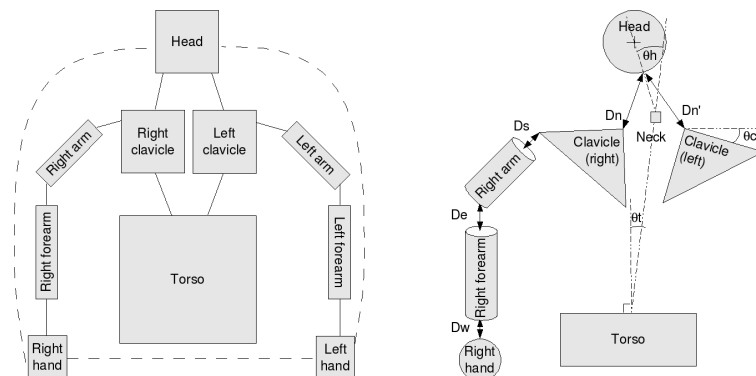 Head
Right
clavicle
Left
clavicle
Right arm
Left arm
Right forearm
Left forearm
Torso
Right
hand
Left
hand
Head
θh
Dn
Dn'
Ds
Neck
θc
Clavicle
(right)
Clavicle
(left)
Right arm
De
θt
Right forearm
Dw
Torso
Right
hand